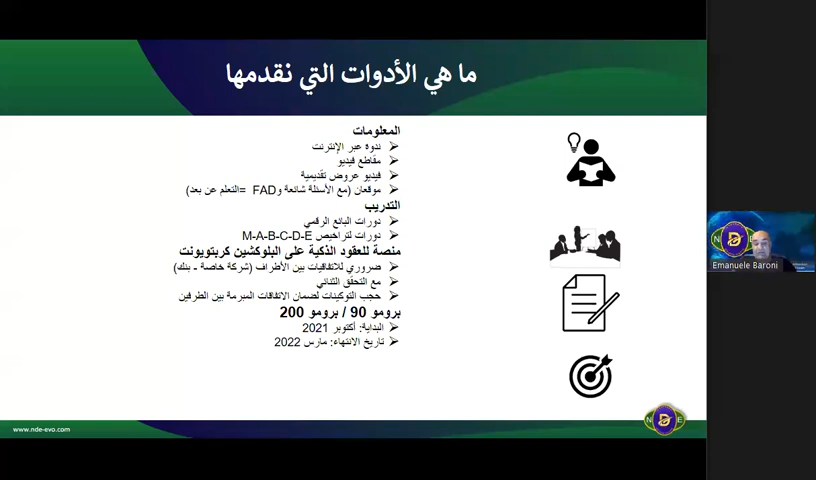 ما هي الأدوات التي نقدمها
المعلومات
ندوة عبر الإنترنت
مقاطع فيديو
فيديو عروض تقديمية
موقعان (مع الأسئلة شائعة وFAD =التعلم عن بعد)
التدريب
دورات البائع الرقمي
دورات لتراخيص M-A-B-C-D-E
منصة للعقود الذكية على البلوكشين كربتويونت
ضروري للاتفاقيات بين الأطراف (شركة خاصة - بنك)
مع التحقق الثنائي
حجب التوكينات لضمان الاتفاقات المبرمة بين الطرفين
برومو 90 / برومو 200
البداية: أكتوبر 2021
تاريخ الانتهاء: مارس 2022
N D E
Emanuele Baroni
www.nde-evo.com
N D E